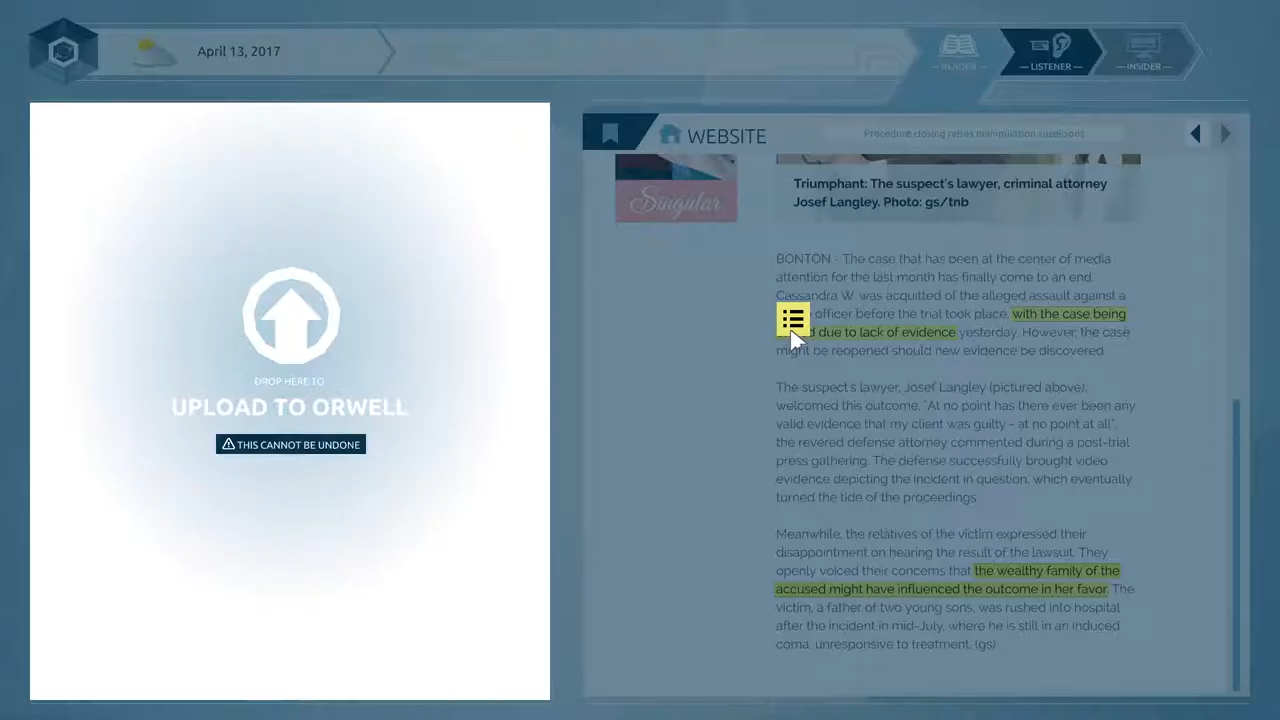 April 13, 2017
READER
— LISTENER —
— INSIDER —
WEBSITE
Procedure closing raises manipulation suspicions
Singular
Triumphant: The suspect's lawyer, criminal attorney
Josef Langley. Photo: gs/tnb
BONTON - The case that has been at the center of media
attention for the last month has finally come to an end.
Cassandra W. was acquitted of the alleged assault against a
officer before the trial took place, with the case being
due to lack of evidence yesterday. However, the case
might be reopened should new evidence be discovered.
The suspect's lawyer, Josef Langley (pictured above),
welcomed this outcome. "At no point has there ever been any
valid evidence that my client was guilty - at no point at all",
the revered defense attorney commented during a post-trial
press gathering. The defense successfully brought video
evidence depicting the incident in question, which eventually
turned the tide of the proceedings.
Meanwhile, the relatives of the victim expressed their
disappointment on hearing the result of the lawsuit. They
openly voiced their concerns that the wealthy family of the
accused might have influenced the outcome in her favor. The
victim, a father of two young sons, was rushed into hospital
after the incident in mid-July, where he is still in an induced
coma, unresponsive to treatment. (gs)
DROP HERE TO
UPLOAD TO ORWELL
THIS CANNOT BE UNDONE